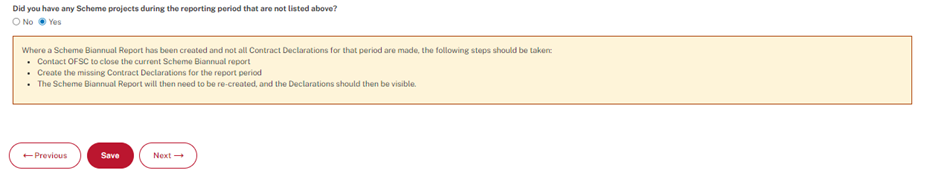 Did you have any Scheme projects during the reporting period that are not listed above?
No Yes
Where a Scheme Biannual Report has been created and not all Contract Declarations for that period are made, the following steps should be taken:
• Contact OFSC to close the current Scheme Biannual report
• Create the missing Contract Declarations for the report period
• The Scheme Biannual Report will then need to be re-created, and the Declarations should then be visible.
← Previous Save Next →